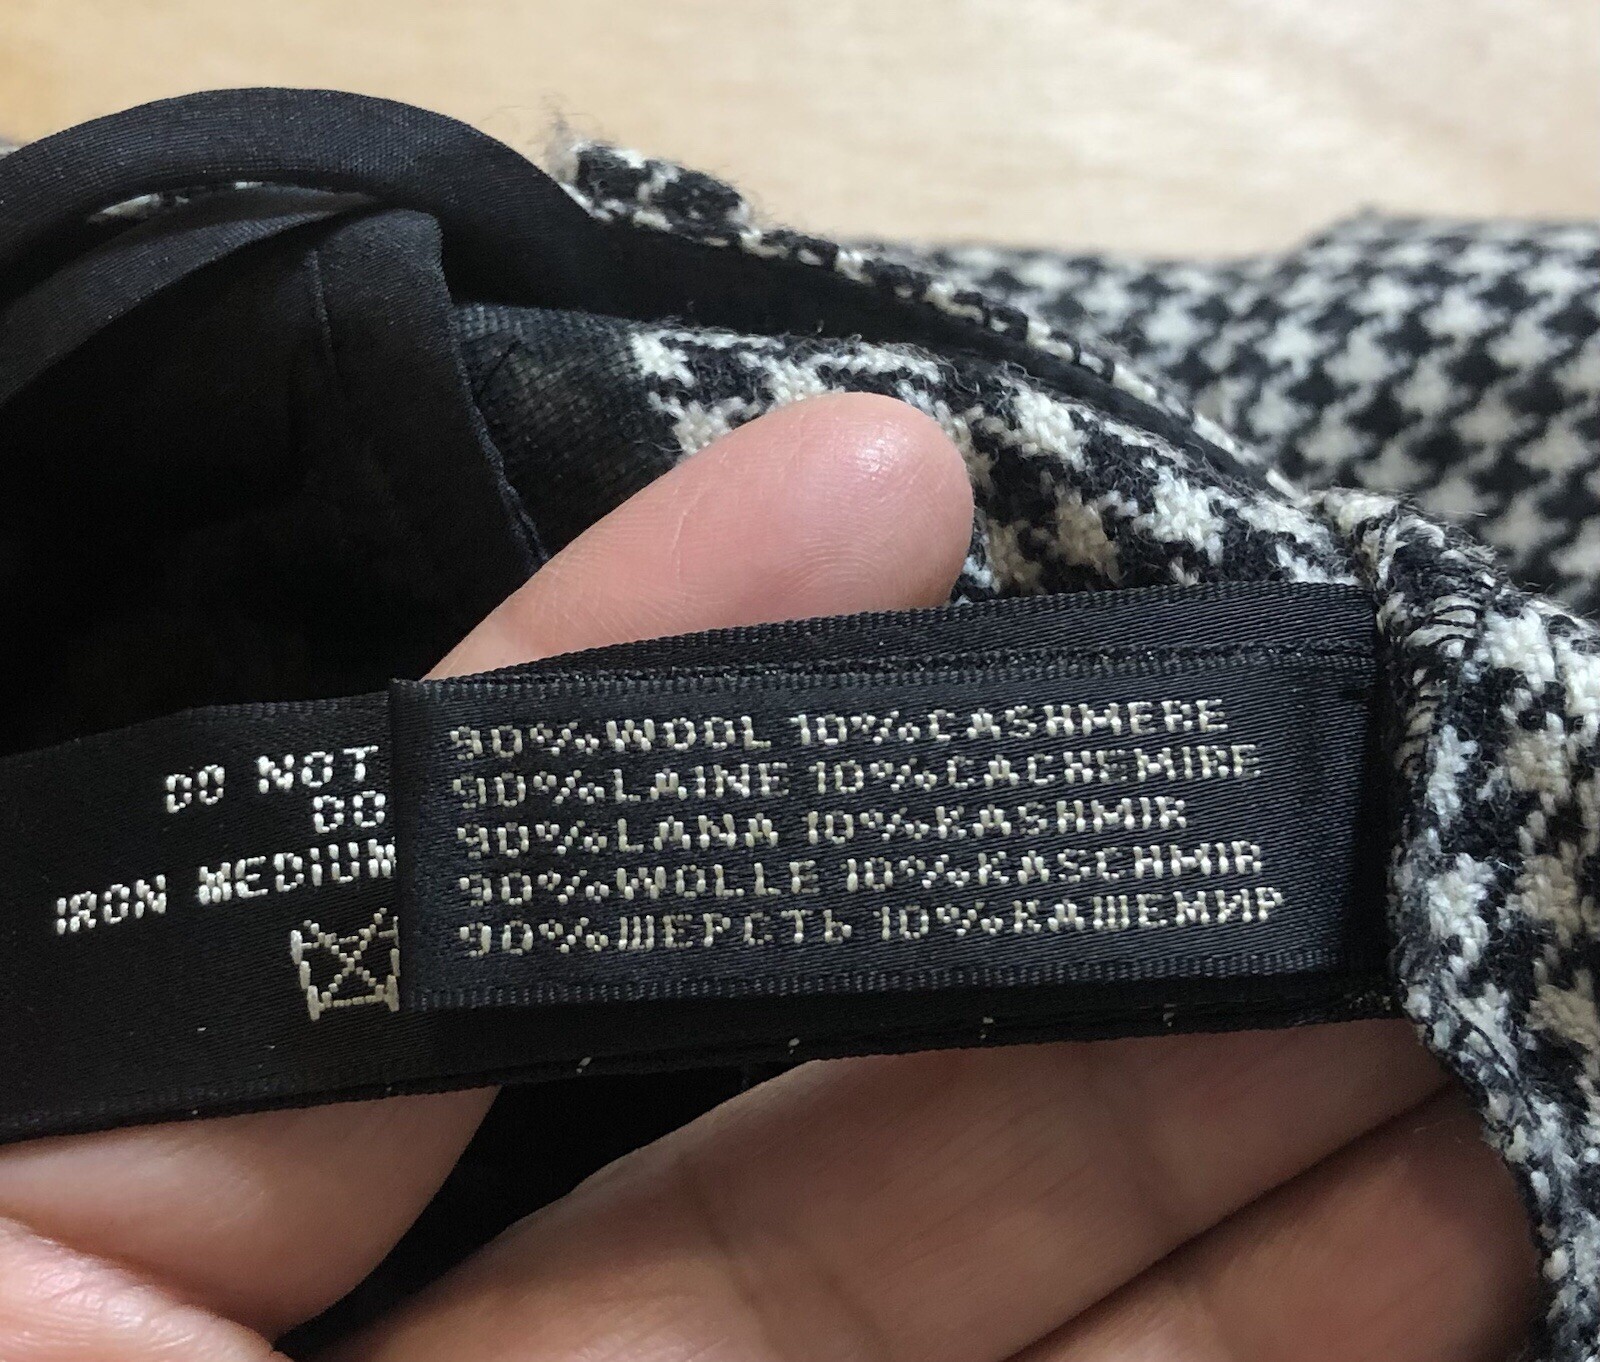 DO NOT
DO
IRON MEDIUM
90%WOOL 10%CASHMERE
90%LAINE 10%CACHEMIRE
90%LANA 10%KASHMIR
90%WOLLE 10%KASCHMIR
90%ШЕРСТЬ 10%КАШЕМИР